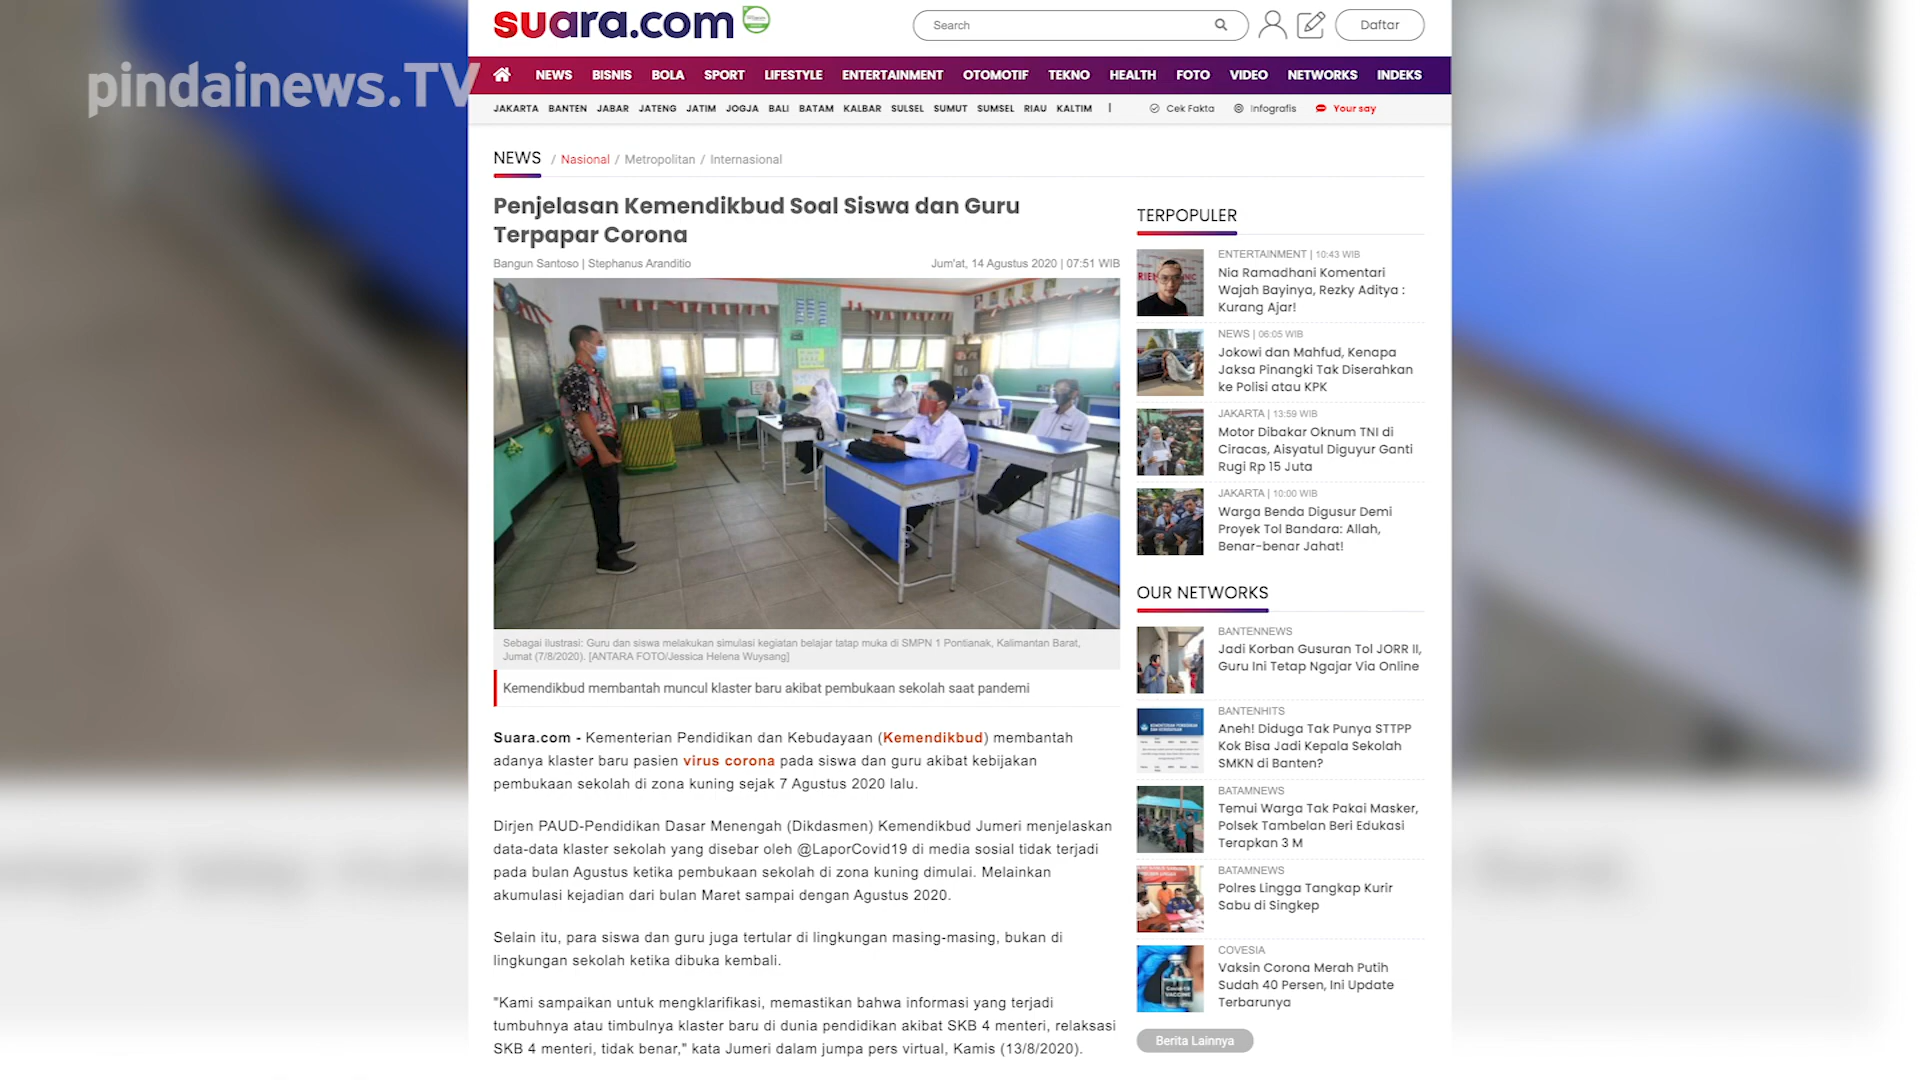 pindainews.TV
suara.com
Search
Daftar
NEWS BISNIS BOLA SPORT LIFESTYLE ENTERTAINMENT OTOMOTIF TEKNO HEALTH FOTO VIDEO NETWORKS INDEKS
JAKARTA BANTEN JABAR JATENG JATIM JOGJA BALI BATAM KALBAR SULSEL SUMUT SUMSEL RIAU KALTIM | Cek Fakta Infografis Your say
NEWS / Nasional / Metropolitan / Internasional
Penjelasan Kemendikbud Soal Siswa dan Guru
Terpapar Corona
Bangun Santoso | Stephanus Aranditio
Jum'at, 14 Agustus 2020 | 07:51 WIB
Sebagai ilustrasi: Guru dan siswa melakukan simulasi kegiatan belajar tatap muka di SMPN 1 Pontianak, Kalimantan Barat,
Jumat (7/8/2020). [ANTARA FOTO/Jessica Helena Wuysang]
Kemendikbud membantah muncul klaster baru akibat pembukaan sekolah saat pandemi
Suara.com - Kementerian Pendidikan dan Kebudayaan (Kemendikbud) membantah
adanya klaster baru pasien virus corona pada siswa dan guru akibat kebijakan
pembukaan sekolah di zona kuning sejak 7 Agustus 2020 lalu.
Dirjen PAUD-Pendidikan Dasar Menengah (Dikdasmen) Kemendikbud Jumeri menjelaskan
data-data klaster sekolah yang disebar oleh @LaporCovid19 di media sosial tidak terjadi
pada bulan Agustus ketika pembukaan sekolah di zona kuning dimulai. Melainkan
akumulasi kejadian dari bulan Maret sampai dengan Agustus 2020.
Selain itu, para siswa dan guru juga tertular di lingkungan masing-masing, bukan di
lingkungan sekolah ketika dibuka kembali.
"Kami sampaikan untuk mengklarifikasi, memastikan bahwa informasi yang terjadi
tumbuhnya atau timbulnya klaster baru di dunia pendidikan akibat SKB 4 menteri, relaksasi
SKB 4 menteri, tidak benar," kata Jumeri dalam jumpa pers virtual, Kamis (13/8/2020).
TERPOPULER
ENTERTAINMENT | 10:43 WIB
Nia Ramadhani Komentari
Wajah Bayinya, Rezky Aditya :
Kurang Ajar!
NEWS | 06:05 WIB
Jokowi dan Mahfud, Kenapa
Jaksa Pinangki Tak Diserahkan
ke Polisi atau KPK
JAKARTA | 13:59 WIB
Motor Dibakar Oknum TNI di
Ciracas, Aisyatul Diguyur Ganti
Rugi Rp 15 Juta
JAKARTA | 10:00 WIB
Warga Benda Digusur Demi
Proyek Tol Bandara: Allah,
Benar-benar Jahat!
OUR NETWORKS
BANTENNEWS
Jadi Korban Gusuran Tol JORR II,
Guru Ini Tetap Ngajar Via Online
BANTENHITS
Aneh! Diduga Tak Punya STTPP
Kok Bisa Jadi Kepala Sekolah
SMKN di Banten?
BATAMNEWS
Temui Warga Tak Pakai Masker,
Polsek Tambelan Beri Edukasi
Terapkan 3 M
BATAMNEWS
Polres Lingga Tangkap Kurir
Sabu di Singkep
COVESIA
Vaksin Corona Merah Putih
Sudah 40 Persen, Ini Update
Terbarunya
Berita Lainnya